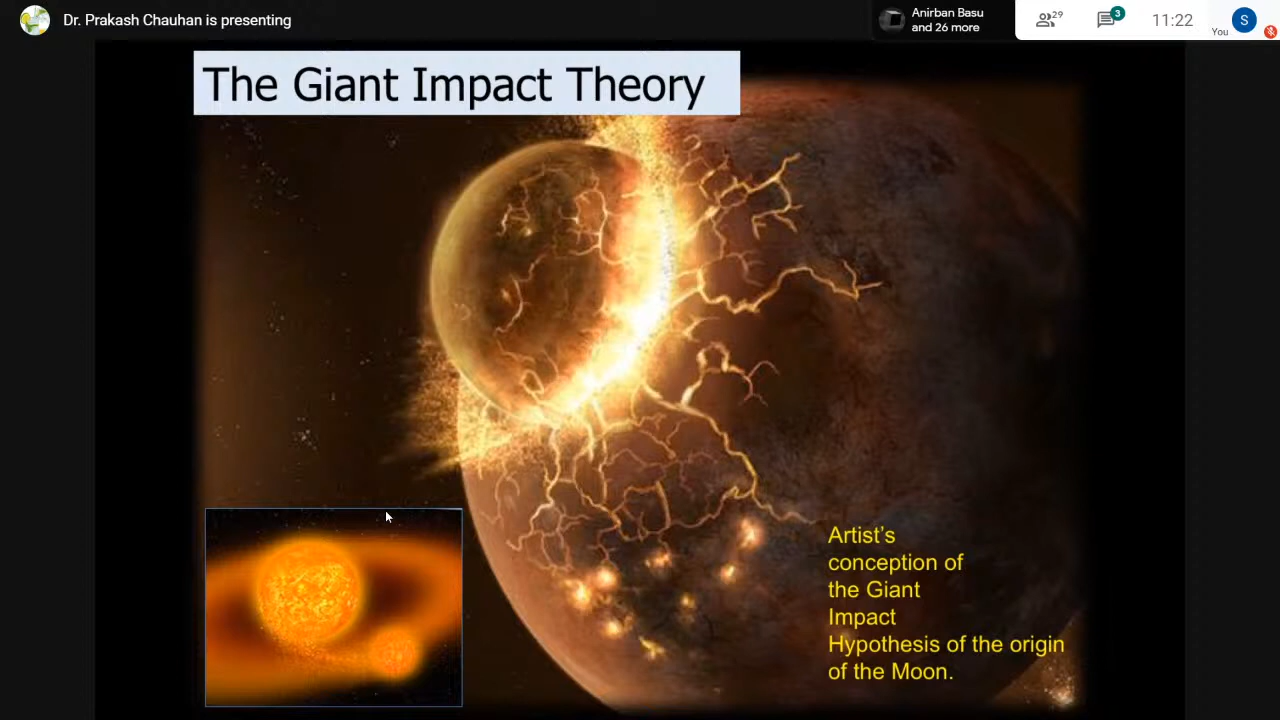 Dr. Prakash Chauhan is presenting
Anirban Basu
and 26 more
29
3
11:22
You
S
The Giant Impact Theory
Artist's
conception of
the Giant
Impact
Hypothesis of the origin
of the Moon.